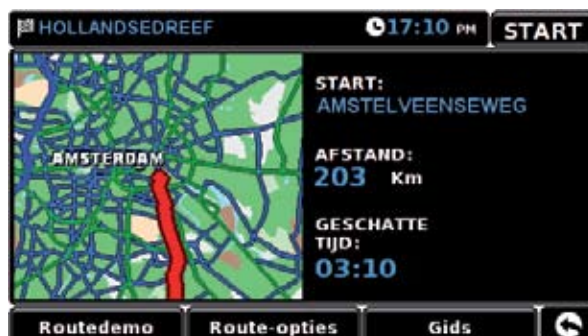 HOLLANDSEDREEF
17:10 PM
START
START:
AMSTELVEENSEWEG
AMSTERDAM
AFSTAND:
203 Km
GESCHATTE
TIJD:
03:10
Routedemo
Route-opties
Gids